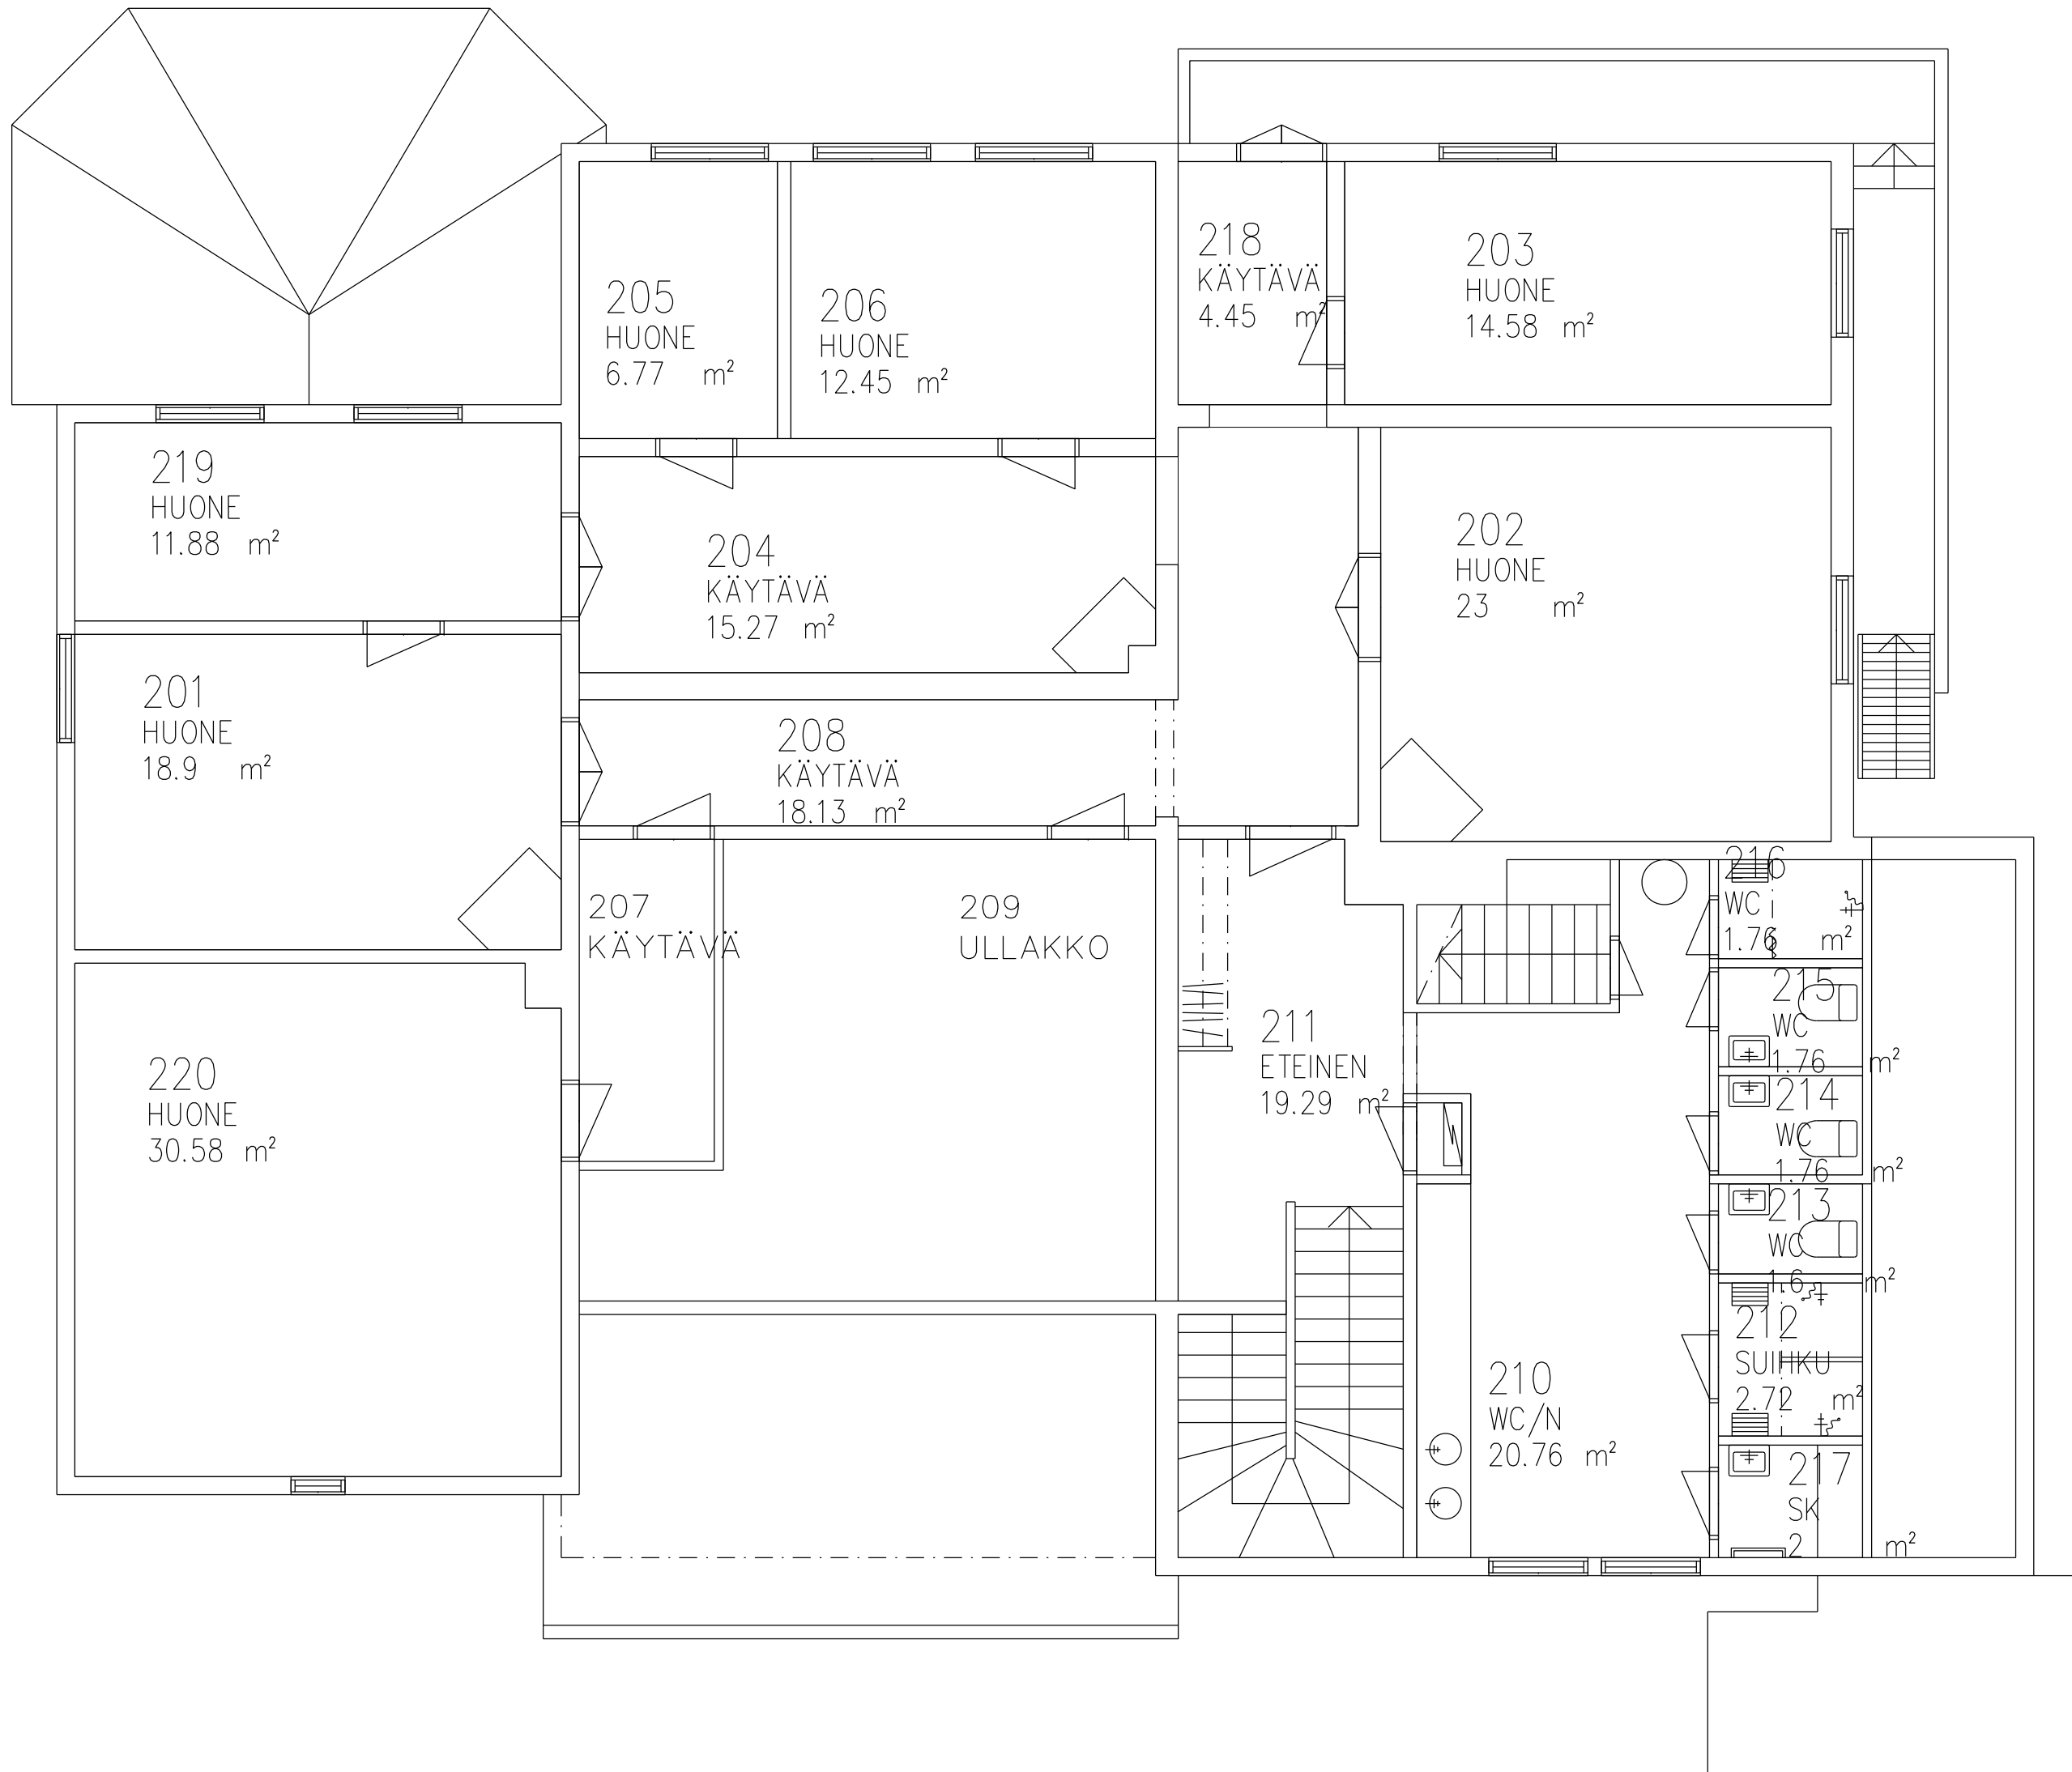 218
KÄYTÄVÄ
4.45 m²
203
HUONE
14.58 m²
205
HUONE
6.77 m²
206
HUONE
12.45 m²
219
HUONE
11.88 m²
204
KÄYTÄVÄ
15.27 m²
202
HUONE
23 m²
201
HUONE
18.9 m²
208
KÄYTÄVÄ
18.13 m²
216
WC
1.76 m²
207
KÄYTÄVÄ
209
ULLAKKO
215
WC
1.76 m²
211
ETEINEN
19.29 m²
220
HUONE
30.58 m²
214
WC
1.76 m²
213
WC
1.6 m²
212
SUIHKU
2.72 m²
210
WC/N
20.76 m²
217
SK
2 m²